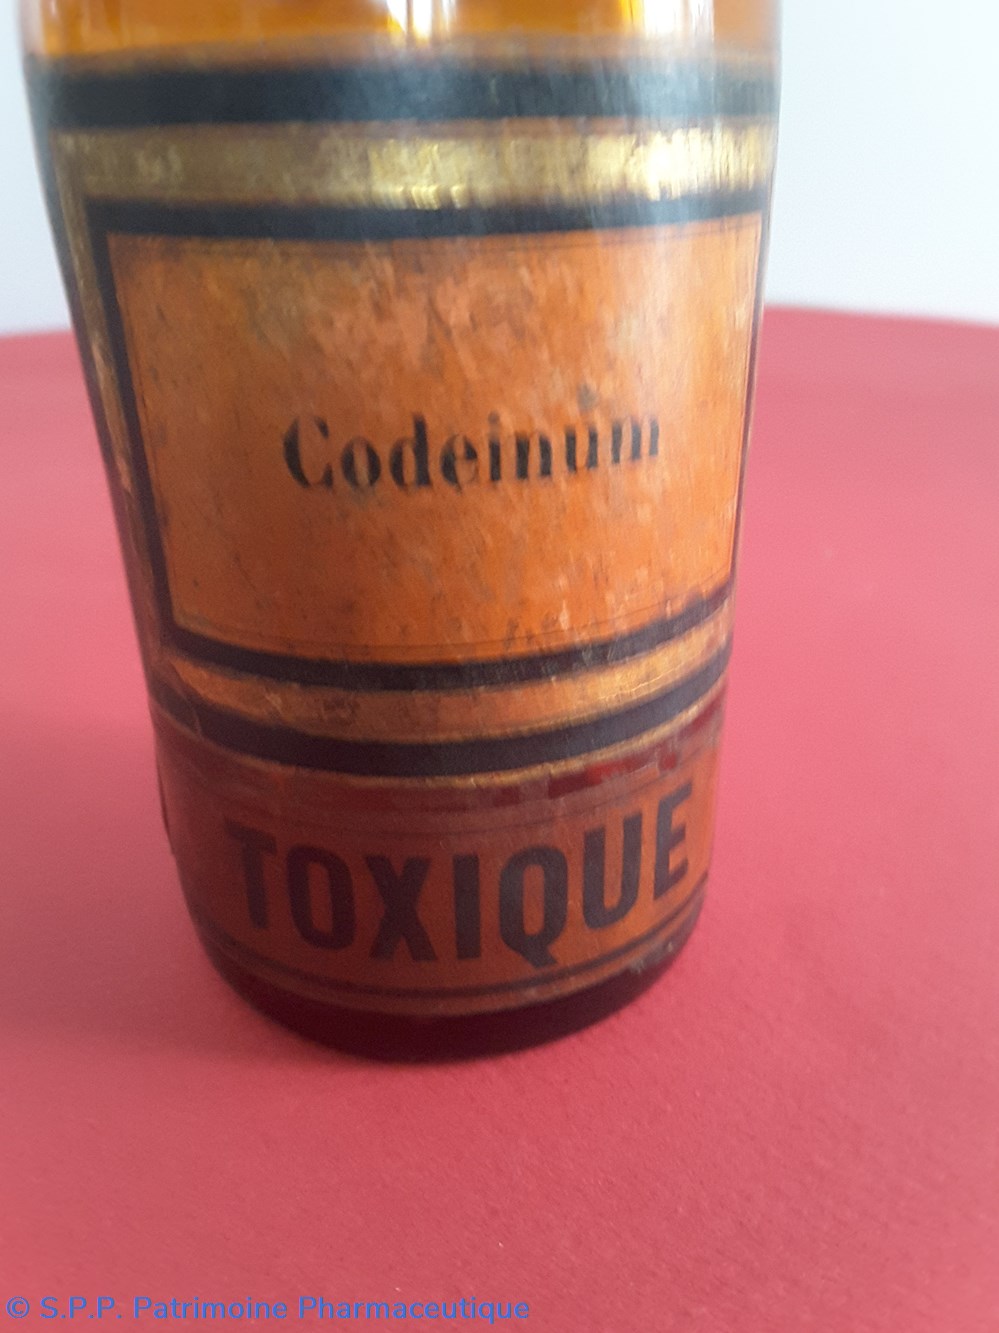 Codeinum
TOXIQUE
© S.P.P. Patrimoine Pharmaceutique